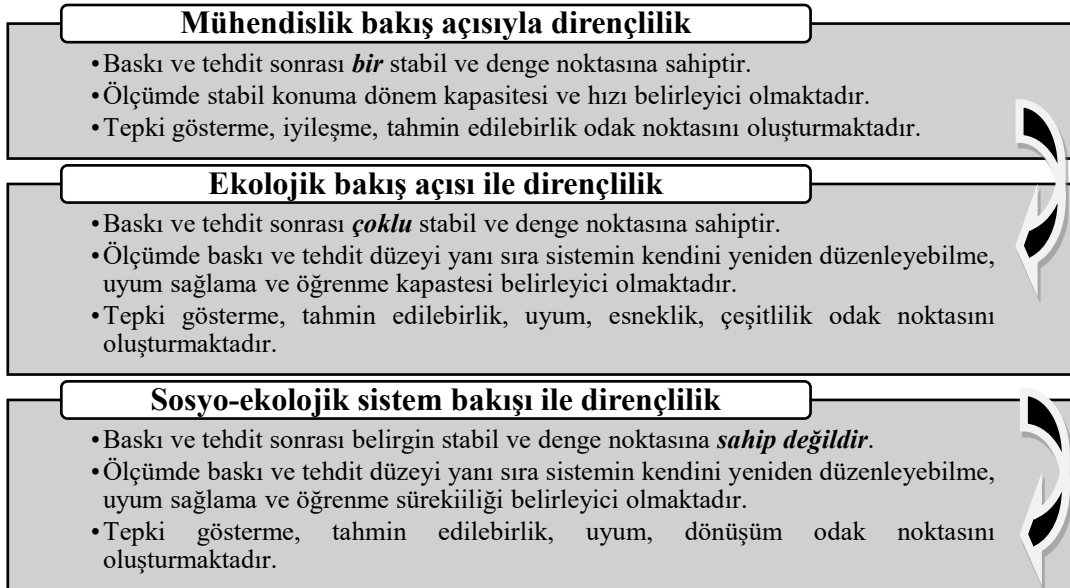 Mühendislik bakış açısıyla dirençlilik
•Baskı ve tehdit sonrası bir stabil ve denge noktasına sahiptir.
•Ölçümde stabil konuma dönem kapasitesi ve hızı belirleyici olmaktadır.
•Tepki gösterme, iyileşme, tahmin edilebirlik odak noktasını oluşturmaktadır.
Ekolojik bakış açısı ile dirençlilik
•Baskı ve tehdit sonrası çoklu stabil ve denge noktasına sahiptir.
•Ölçümde baskı ve tehdit düzeyi yanı sıra sistemin kendini yeniden düzenleyebilme,
uyum sağlama ve öğrenme kapastesi belirleyici olmaktadır.
•Tepki gösterme, tahmin edilebirlik, uyum, esneklik, çeşitlilik odak noktasını
oluşturmaktadır.
Sosyo-ekolojik sistem bakışı ile dirençlilik
•Baskı ve tehdit sonrası belirgin stabil ve denge noktasına sahip değildir.
•Ölçümde baskı ve tehdit düzeyi yanı sıra sistemin kendini yeniden düzenleyebilme,
uyum sağlama ve öğrenme sürekiiliği belirleyici olmaktadır.
•Tepki gösterme, tahmin edilebirlik, uyum, dönüşüm odak noktasını
oluşturmaktadır.